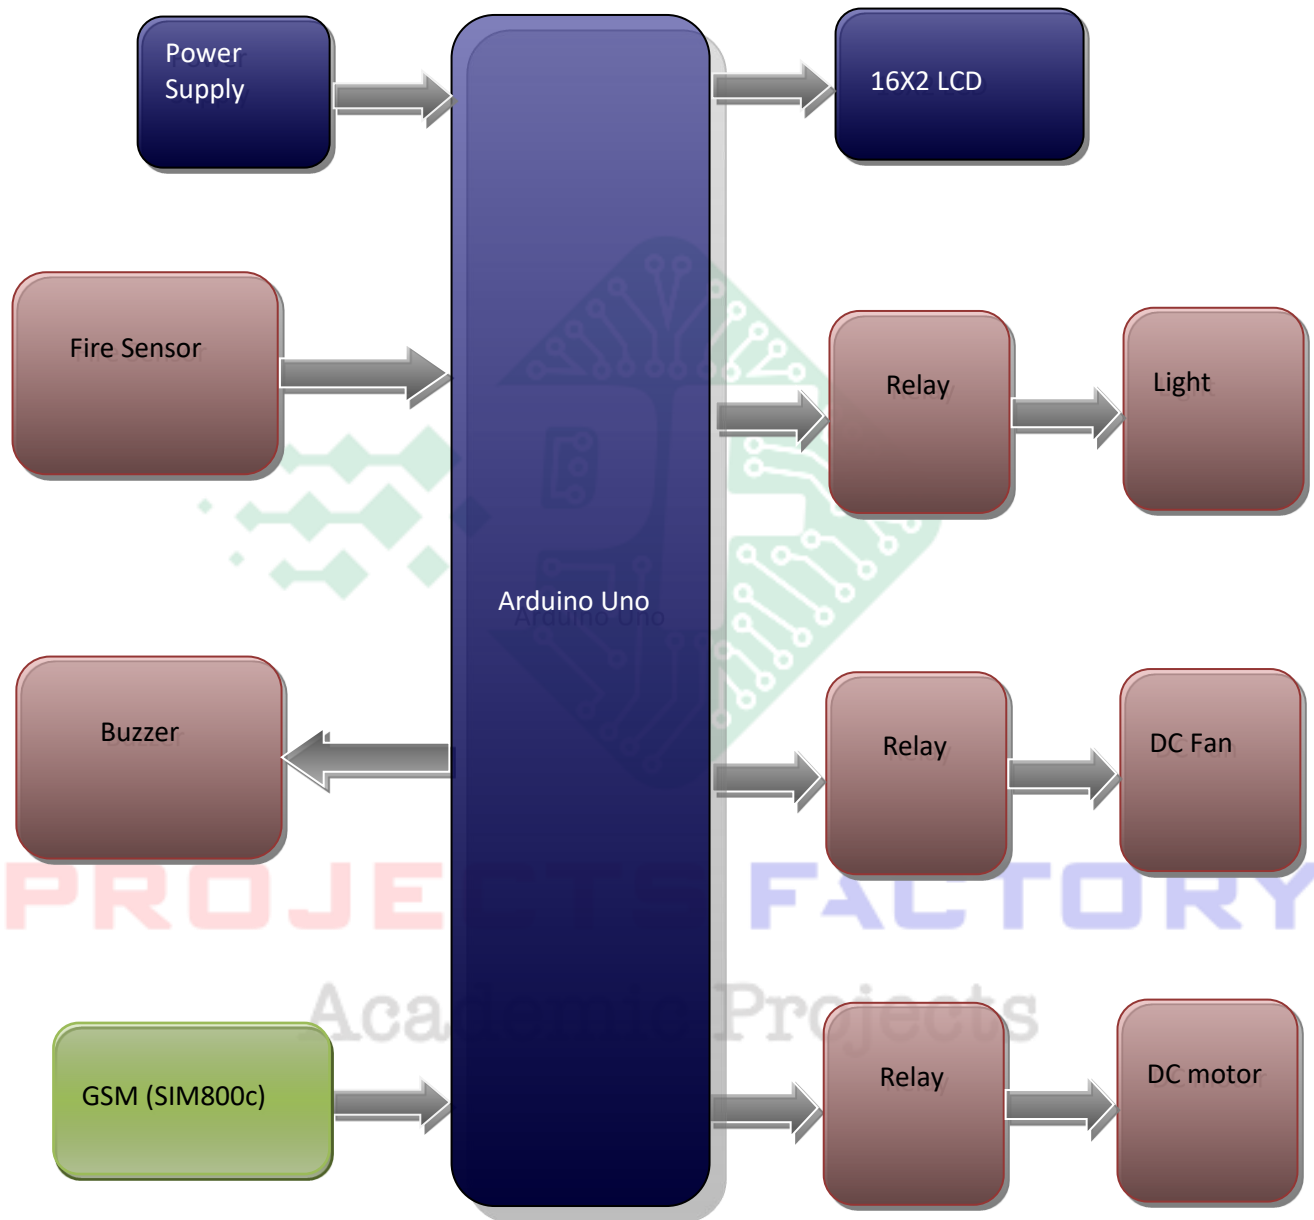 Power
Supply
16X2 LCD
Fire Sensor
Relay
Light
Arduino Uno
Buzzer
Relay
DC Fan
PROJECTS FACTORY
Academic Projects
GSM (SIM800c)
Relay
DC motor